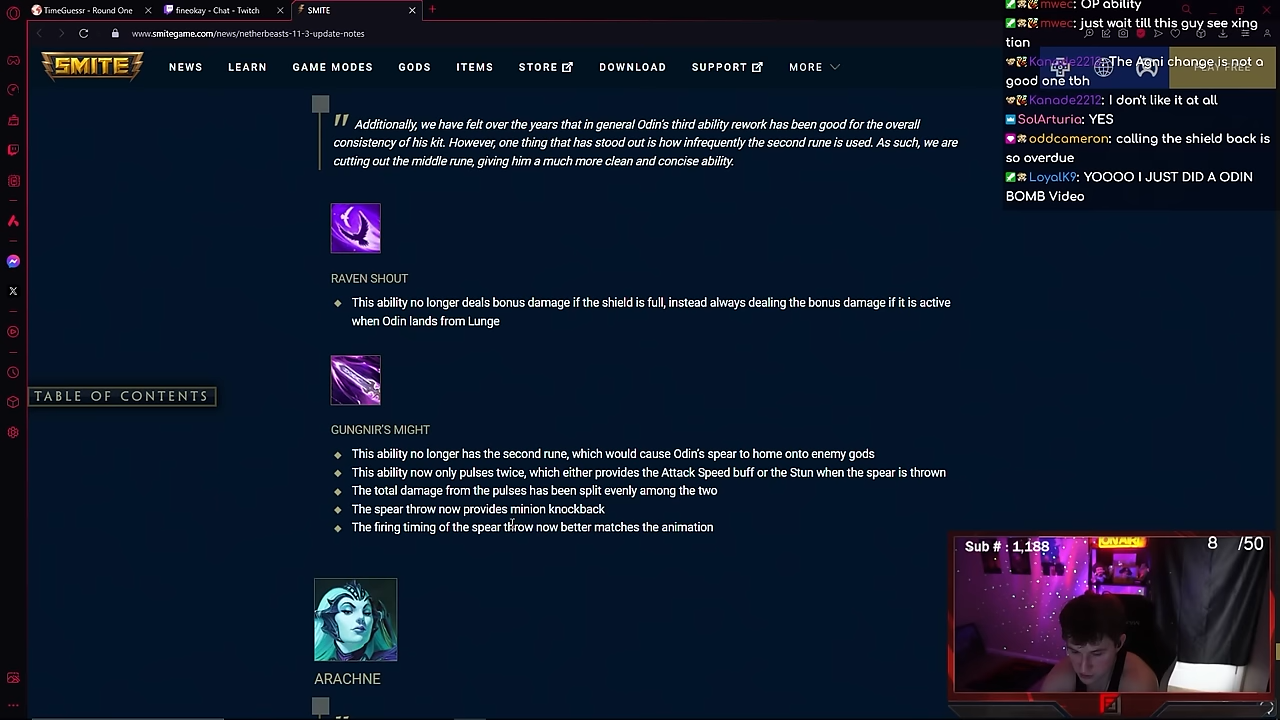 TimeGuessr - Round One
fineokay - Chat - Twitch
SMITE
www.smitegame.com/news/netherbeasts-11-3-update-notes
SMITE
NEWS
LEARN
GAME MODES
GODS
ITEMS
STORE
DOWNLOAD
SUPPORT
MORE
mwec: OP ability
mwec: just wait till this guy see xing
tian
Kanade2212: The Agni change is not a
good one tbh
Kanade2212: I don't like it at all
SolArturia: YES
oddcameron: calling the shield back is
so overdue
LoyalK9: YOOOO I JUST DID A ODIN
BOMB Video
" Additionally, we have felt over the years that in general Odin's third ability rework has been good for the overall
consistency of his kit. However, one thing that has stood out is how infrequently the second rune is used. As such, we are
cutting out the middle rune, giving him a much more clean and concise ability.
RAVEN SHOUT
This ability no longer deals bonus damage if the shield is full, instead always dealing the bonus damage if it is active
when Odin lands from Lunge
TABLE OF CONTENTS
GUNGNIR'S MIGHT
This ability no longer has the second rune, which would cause Odin's spear to home onto enemy gods
This ability now only pulses twice, which either provides the Attack Speed buff or the Stun when the spear is thrown
The total damage from the pulses has been split evenly among the two
The spear throw now provides minion knockback
The firing timing of the spear throw now better matches the animation
ARACHNE
"
Sub # : 1,188
8 /50